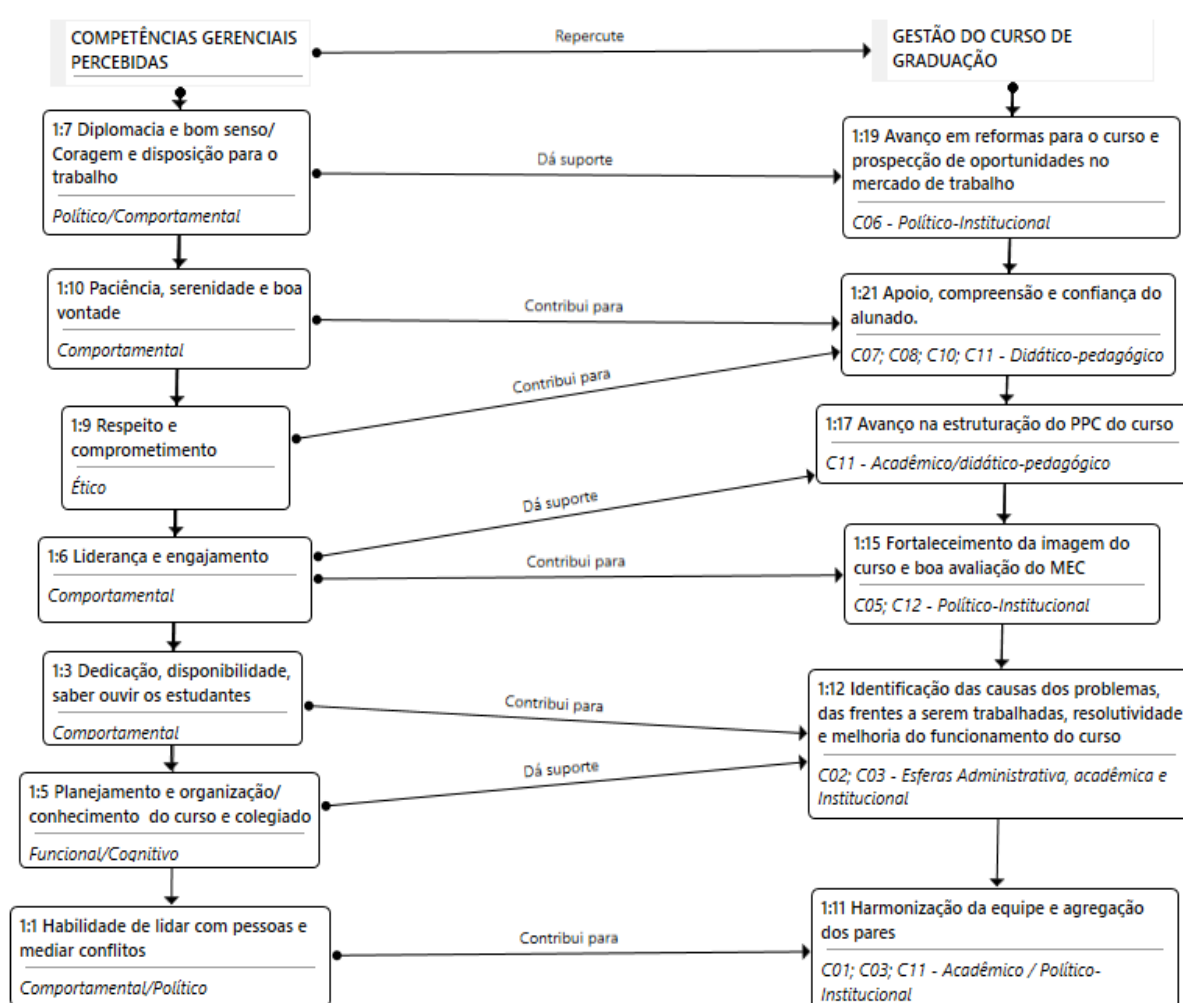 COMPETÊNCIAS GERENCIAIS
PERCEBIDAS
Repercute
GESTÃO DO CURSO DE
GRADUAÇÃO
1:7 Diplomacia e bom senso/
Coragem e disposição para o
trabalho
Político/Comportamental
Dá suporte
1:19 Avanço em reformas para o curso e
prospecção de oportunidades no
mercado de trabalho
C06 - Político-Institucional
1:10 Paciência, serenidade e boa
vontade
Comportamental
Contribui para
1:21 Apoio, compreensão e confiança do
alunado.
C07; C08; C10; C11 - Didático-pedagógico
Contribui para
1:9 Respeito e
comprometimento
Ético
1:17 Avanço na estruturação do PPC do curso
C11 - Acadêmico/didático-pedagógico
Dá suporte
1:6 Liderança e engajamento
Comportamental
Contribui para
1:15 Fortaleceimento da imagem do
curso e boa avaliação do MEC
C05; C12 - Político-Institucional
1:3 Dedicação, disponibilidade,
saber ouvir os estudantes
Comportamental
Contribui para
1:12 Identificação das causas dos problemas,
das frentes a serem trabalhadas, resolutividade
e melhoria do funcionamento do curso
C02; C03 - Esferas Administrativa, acadêmica e
Institucional
Dá suporte
1:5 Planejamento e organização/
conhecimento do curso e colegiado
Funcional/Cognitivo
1:1 Habilidade de lidar com pessoas e
mediar conflitos
Comportamental/Político
Contribui para
1:11 Harmonização da equipe e agregação
dos pares
C01; C03; C11 - Acadêmico / Político-
Institucional